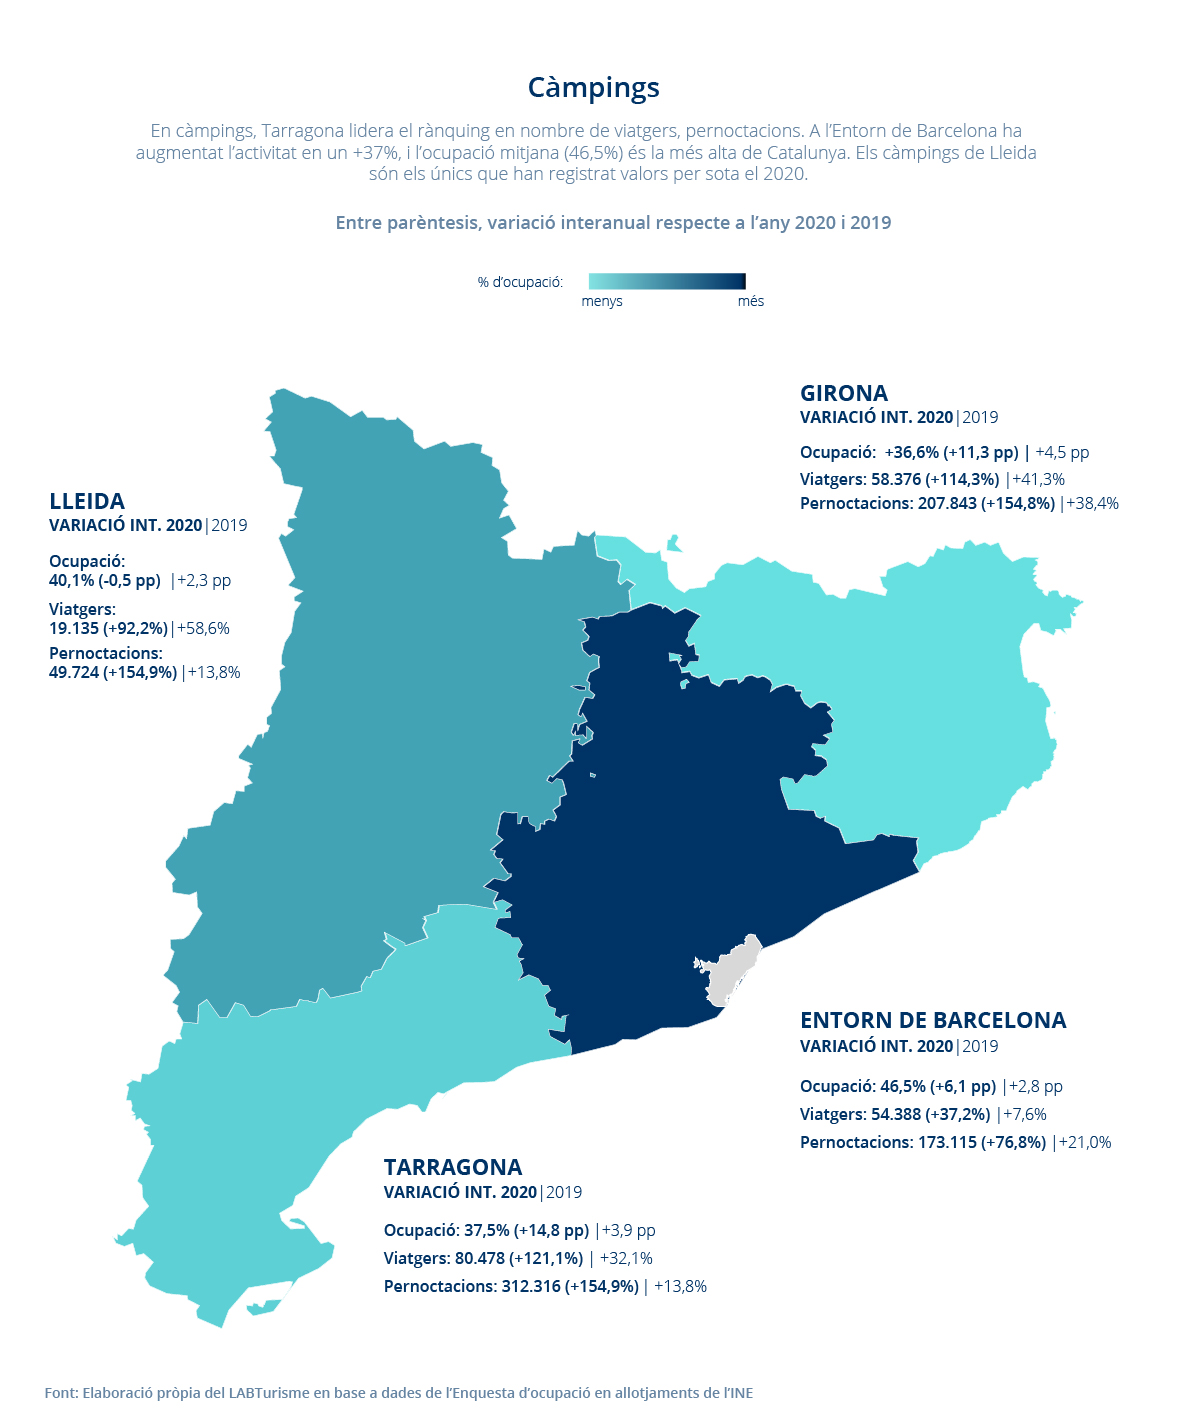 Càmpings
En càmpings, Tarragona lidera el rànquing en nombre de viatgers, pernoctacions. A l’Entorn de Barcelona ha
augmentat l’activitat en un +37%, i l’ocupació mitjana (46,5%) és la més alta de Catalunya. Els càmpings de Lleida
són els únics que han registrat valors per sota el 2020.
Entre parèntesis, variació interanual respecte a l’any 2020 i 2019
% d’ocupació:
menys més
GIRONA
VARIACIÓ INT. 2020|2019
Ocupació: +36,6% (+11,3 pp) | +4,5 pp
Viatgers: 58.376 (+114,3%) |+41,3%
Pernoctacions: 207.843 (+154,8%) |+38,4%
LLEIDA
VARIACIÓ INT. 2020|2019
Ocupació:
40,1% (-0,5 pp) |+2,3 pp
Viatgers:
19.135 (+92,2%)|+58,6%
Pernoctacions:
49.724 (+154,9%) |+13,8%
ENTORN DE BARCELONA
VARIACIÓ INT. 2020|2019
Ocupació: 46,5% (+6,1 pp) |+2,8 pp
Viatgers: 54.388 (+37,2%) |+7,6%
Pernoctacions: 173.115 (+76,8%) |+21,0%
TARRAGONA
VARIACIÓ INT. 2020|2019
Ocupació: 37,5% (+14,8 pp) |+3,9 pp
Viatgers: 80.478 (+121,1%) | +32,1%
Pernoctacions: 312.316 (+154,9%) | +13,8%
Font: Elaboració pròpia del LABTurisme en base a dades de l’Enquesta d’ocupació en allotjaments de l’INE